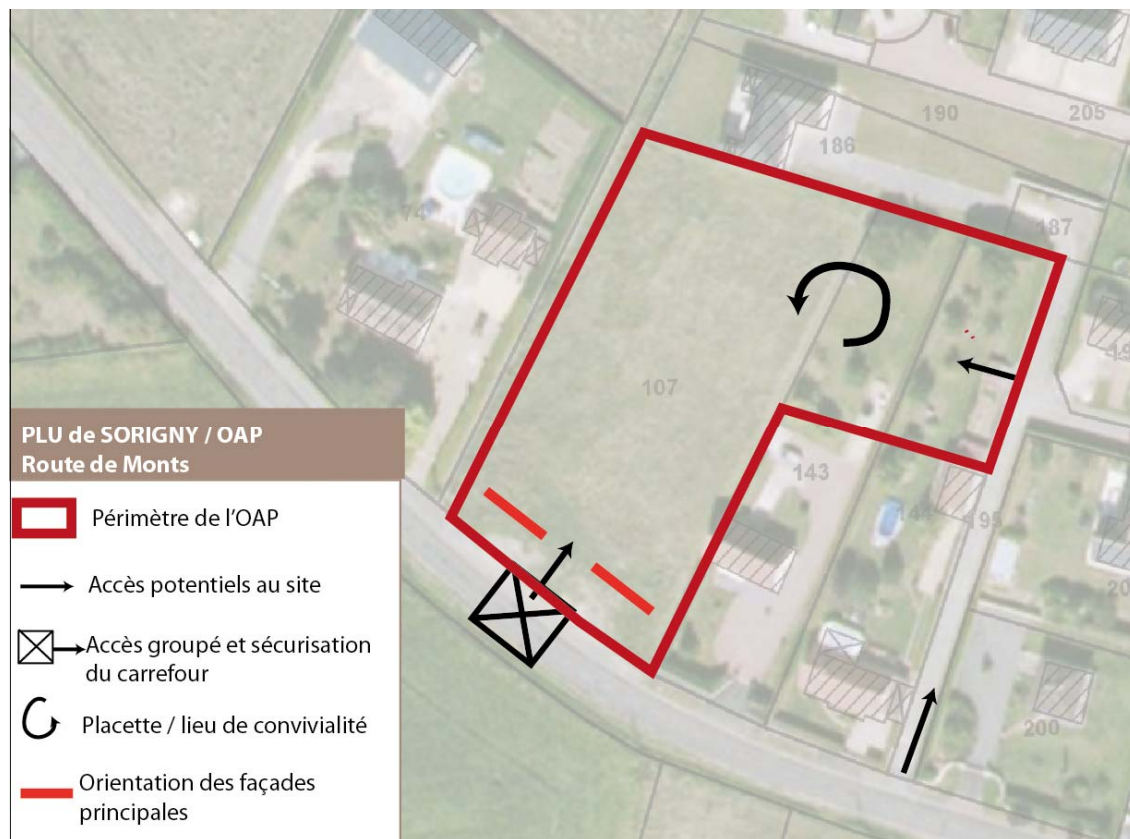 190
205
186
187
74
107
143
195
200
PLU de SORIGNY / OAP
Route de Monts
Périmètre de l'OAP
Accès potentiels au site
Accès groupé et sécurisation
du carrefour
Placette / lieu de convivialité
Orientation des façades
principales